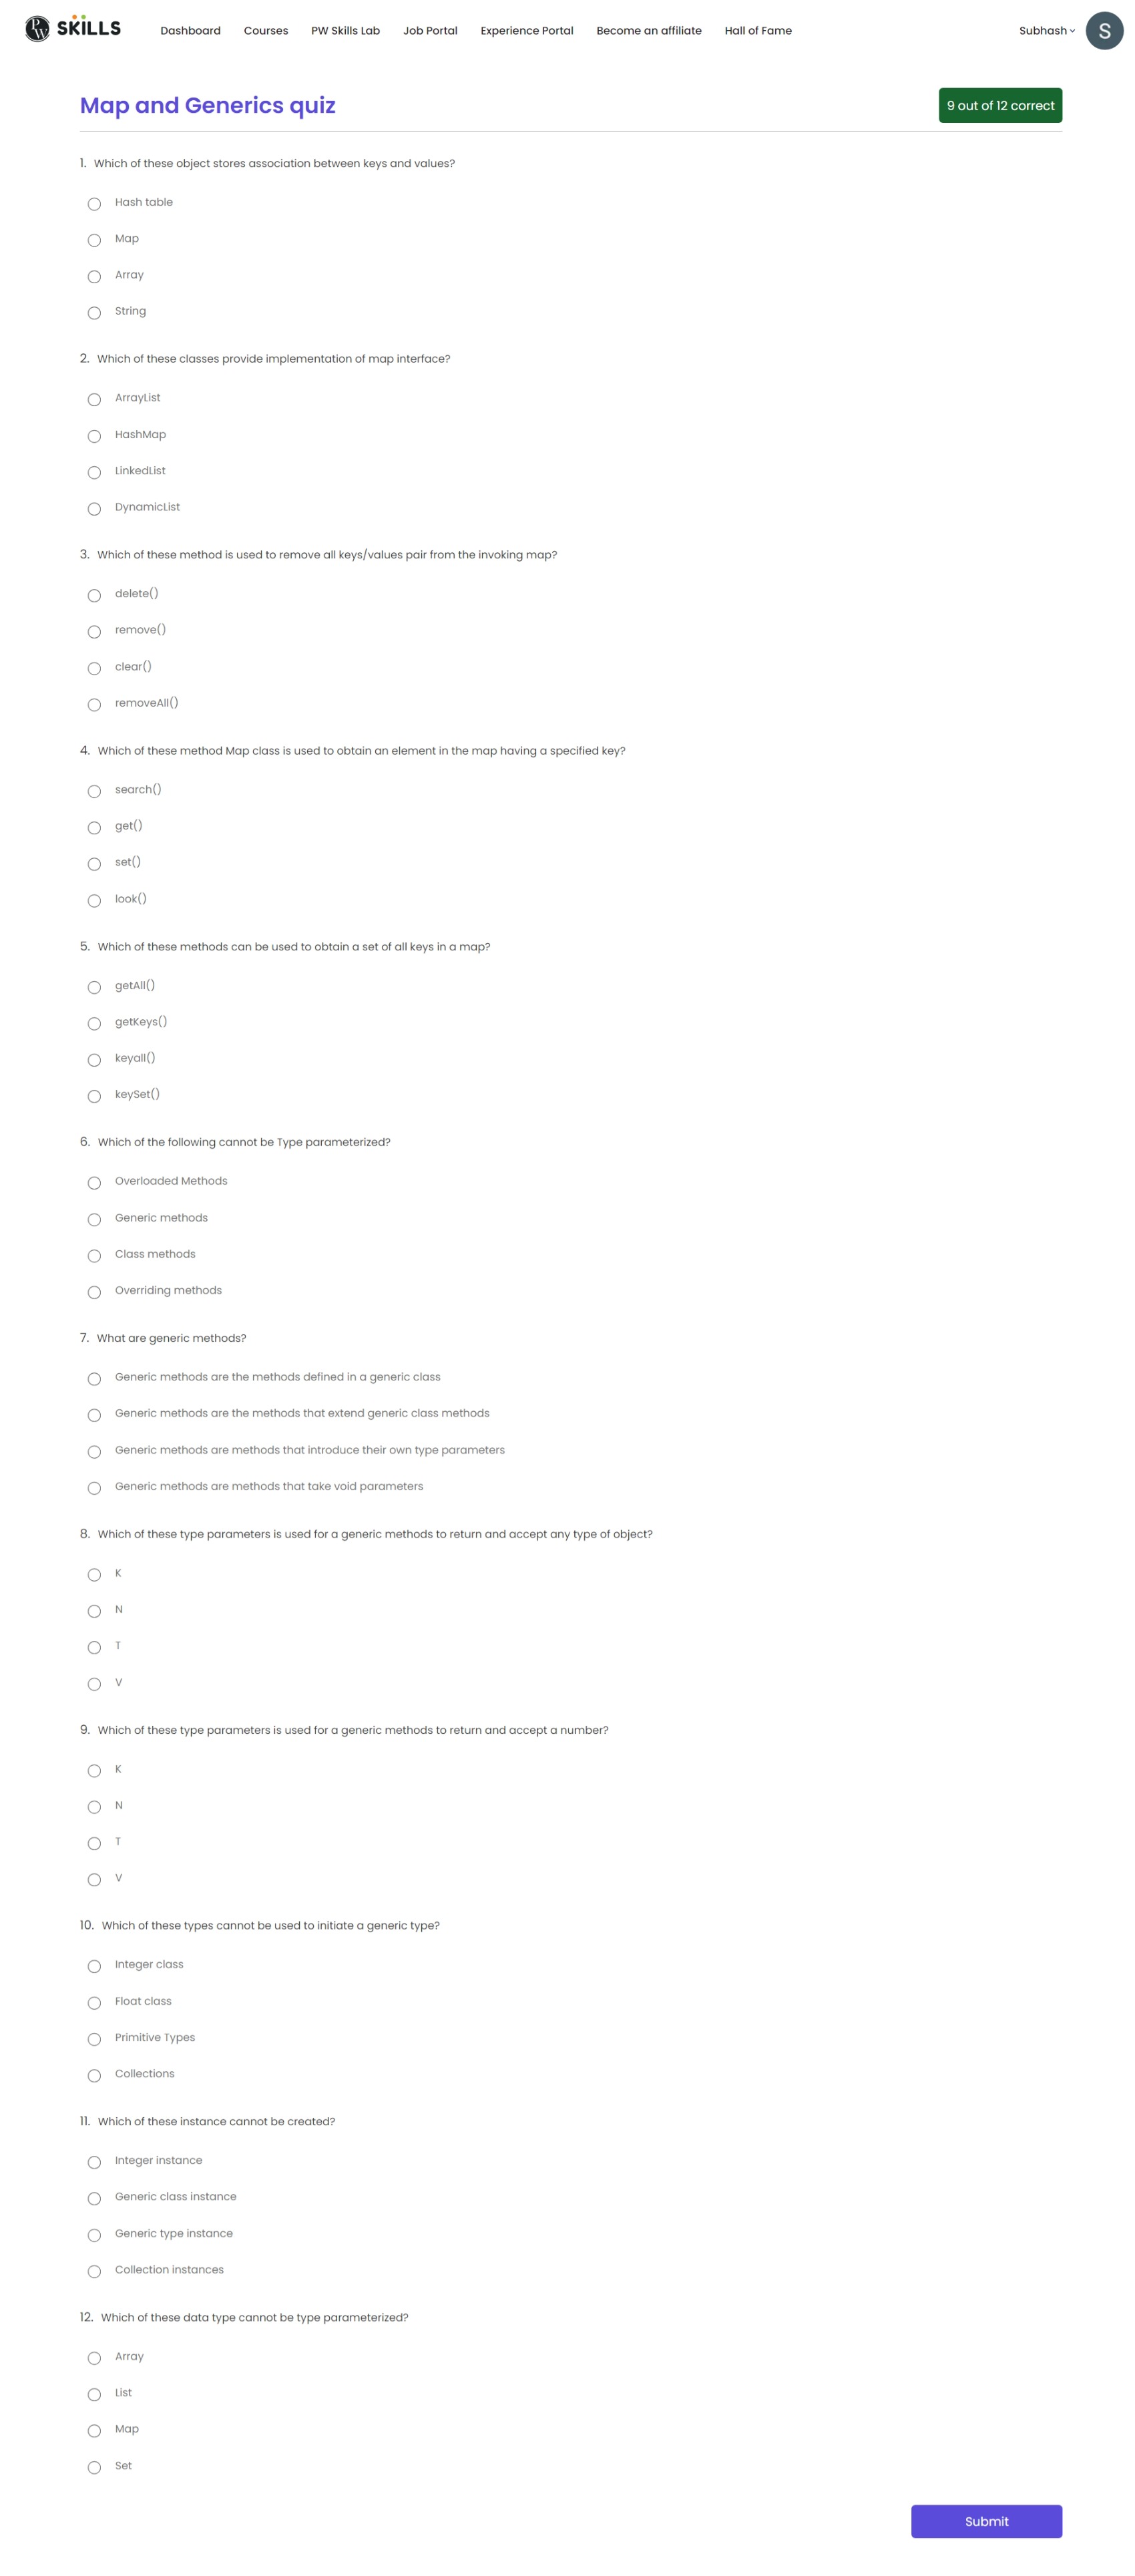 PW SKILLS Dashboard Courses PW Skills Lab Job Portal Experience Portal Become an affiliate Hall of Fame Subhash S
Map and Generics quiz 9 out of 12 correct
1. Which of these object stores association between keys and values?
Hash table
Map
Array
String
2. Which of these classes provide implementation of map interface?
ArrayList
HashMap
LinkedList
DynamicList
3. Which of these method is used to remove all keys/values pair from the invoking map?
delete()
remove()
clear()
removeAll()
4. Which of these method Map class is used to obtain an element in the map having a specified key?
search()
get()
set()
look()
5. Which of these methods can be used to obtain a set of all keys in a map?
getAll()
getKeys()
keyall()
keySet()
6. Which of the following cannot be Type parameterized?
Overloaded Methods
Generic methods
Class methods
Overriding methods
7. What are generic methods?
Generic methods are the methods defined in a generic class
Generic methods are the methods that extend generic class methods
Generic methods are methods that introduce their own type parameters
Generic methods are methods that take void parameters
8. Which of these type parameters is used for a generic methods to return and accept any type of object?
K
N
T
V
9. Which of these type parameters is used for a generic methods to return and accept a number?
K
N
T
V
10. Which of these types cannot be used to initiate a generic type?
Integer class
Float class
Primitive Types
Collections
11. Which of these instance cannot be created?
Integer instance
Generic class instance
Generic type instance
Collection instances
12. Which of these data type cannot be type parameterized?
Array
List
Map
Set
Submit